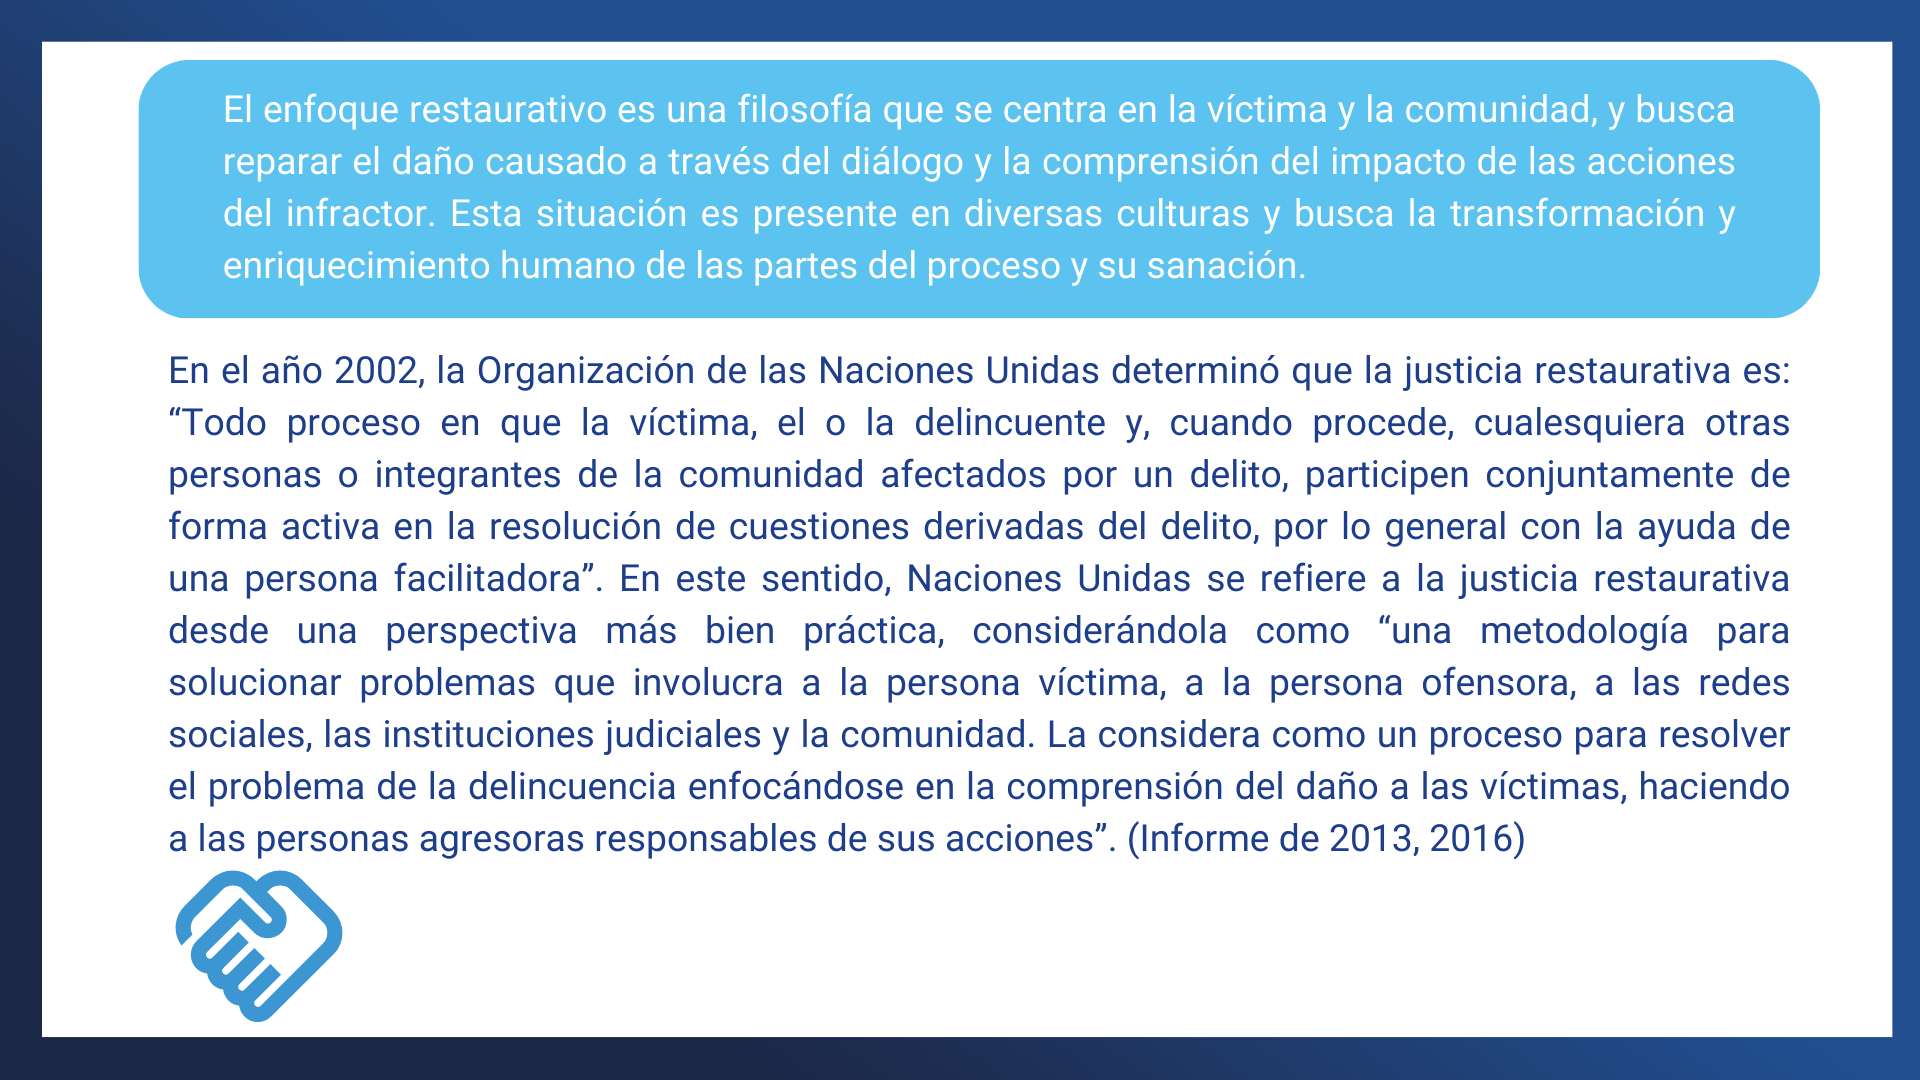 El enfoque restaurativo es una filosofía que se centra en la víctima y la comunidad, y busca
reparar el daño causado a través del diálogo y la comprensión del impacto de las acciones
del infractor. Esta situación es presente en diversas culturas y busca la transformación y
enriquecimiento humano de las partes del proceso y su sanación.
En el año 2002, la Organización de las Naciones Unidas determinó que la justicia restaurativa es:
“Todo proceso en que la víctima, el o la delincuente y, cuando procede, cualesquiera otras
personas o integrantes de la comunidad afectados por un delito, participen conjuntamente de
forma activa en la resolución de cuestiones derivadas del delito, por lo general con la ayuda de
una persona facilitadora”. En este sentido, Naciones Unidas se refiere a la justicia restaurativa
desde una perspectiva más bien práctica, considerándola como “una metodología para
solucionar problemas que involucra a la persona víctima, a la persona ofensora, a las redes
sociales, las instituciones judiciales y la comunidad. La considera como un proceso para resolver
el problema de la delincuencia enfocándose en la comprensión del daño a las víctimas, haciendo
a las personas agresoras responsables de sus acciones”. (Informe de 2013, 2016)